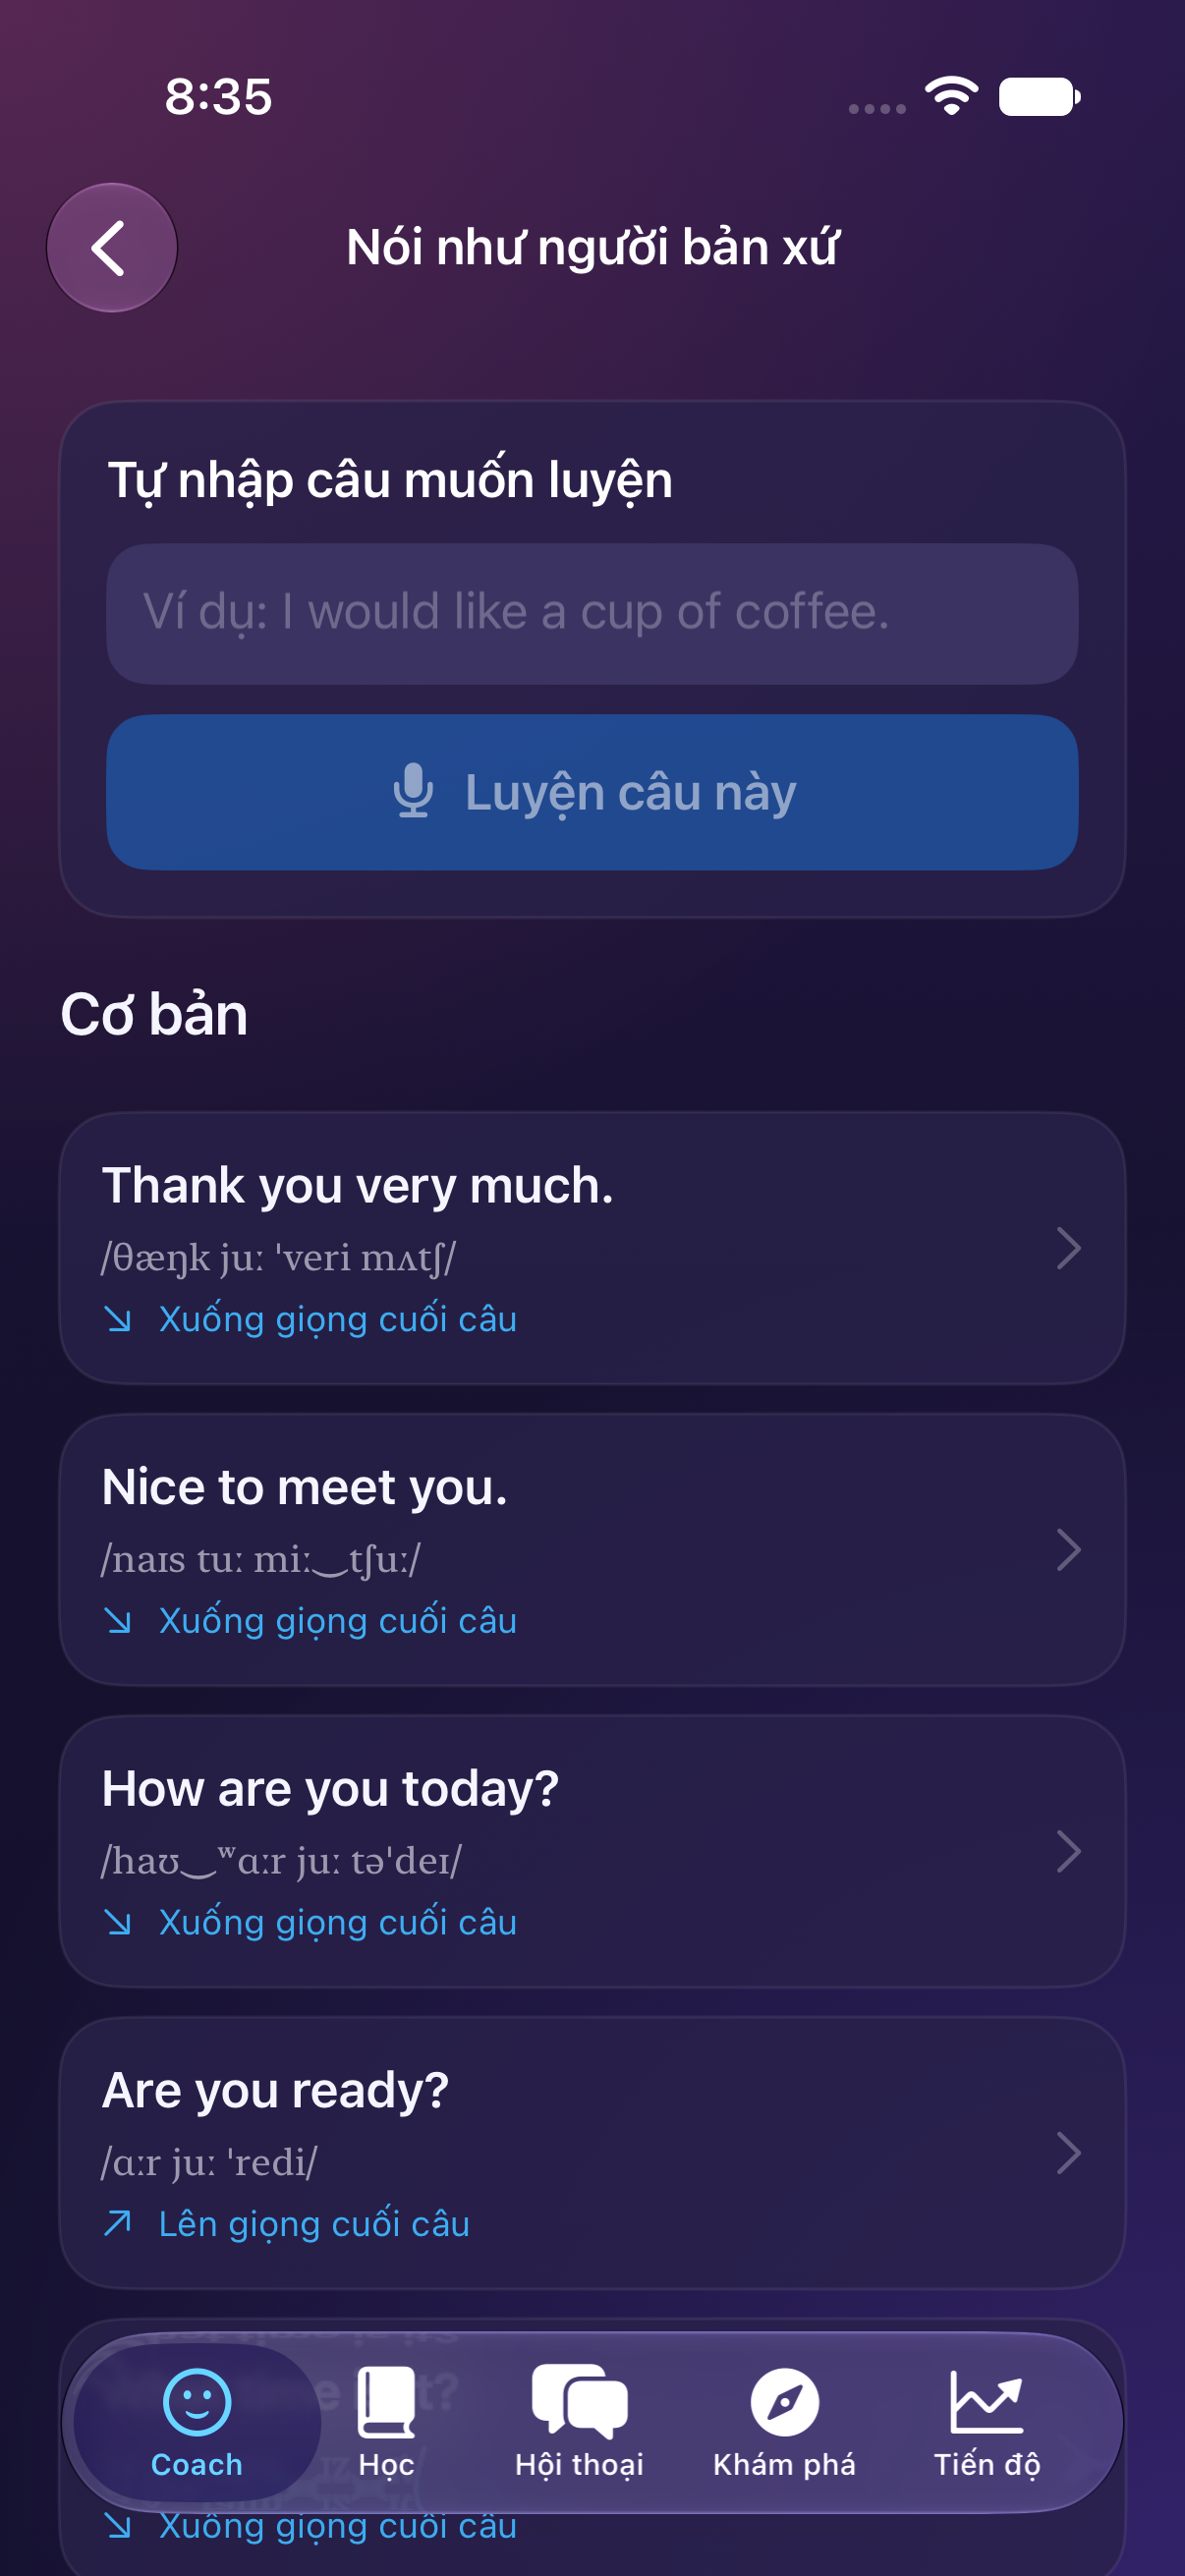 8:35
Nói như người bản xứ
Tự nhập câu muốn luyện
Ví dụ: I would like a cup of coffee.
Luyện câu này
Cơ bản
Thank you very much.
/θæŋk juː ˈveri mʌtʃ/
Xuống giọng cuối câu
Nice to meet you.
/naɪs tuː miː‿tʃuː/
Xuống giọng cuối câu
How are you today?
/haʊ‿ʷɑːr juː təˈdeɪ/
Xuống giọng cuối câu
Are you ready?
/ɑːr juː ˈredi/
Lên giọng cuối câu
Coach
Học
Hội thoại
Khám phá
Tiến độ
Xuống giọng cuối câu